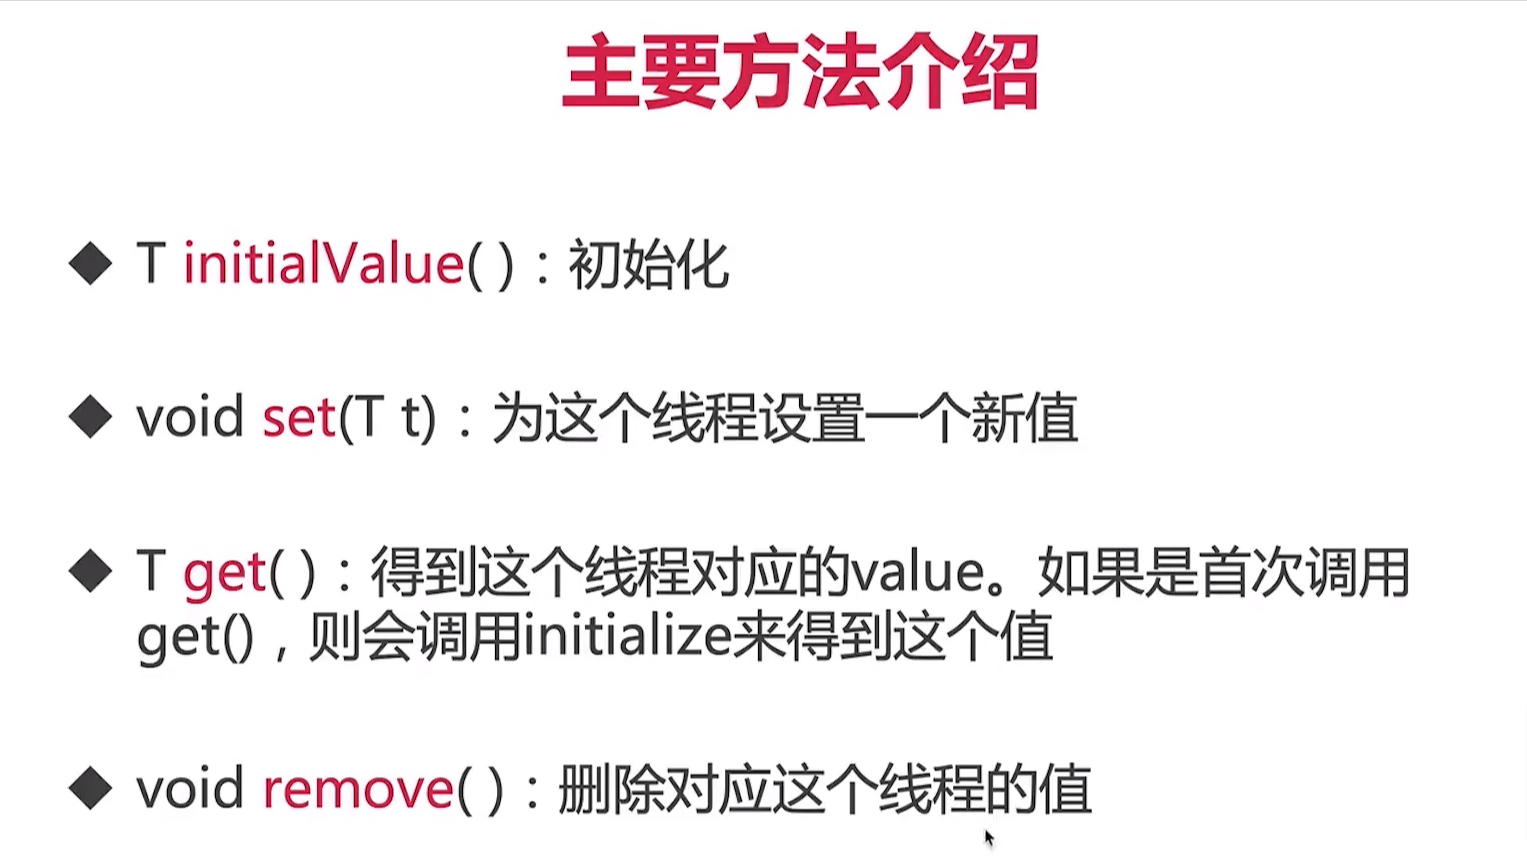 主要方法介绍
◆ T initialValue( )：初始化
◆ void set(T t)：为这个线程设置一个新值
◆ T get( )：得到这个线程对应的value。如果是首次调用
get()，则会调用initialize来得到这个值
◆ void remove( )：删除对应这个线程的值